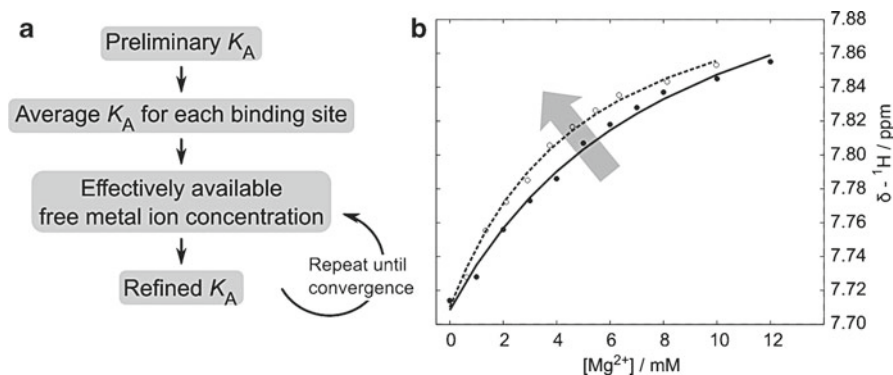 a
Preliminary K_A
Average K_A for each binding site
Effectively available
free metal ion concentration
Refined K_A
Repeat until
convergence
b
7.88
7.86
7.84
7.82
7.80
7.78
7.76
7.74
7.72
7.70
δ - ¹H / ppm
0 2 4 6 8 10 12
[Mg²⁺] / mM